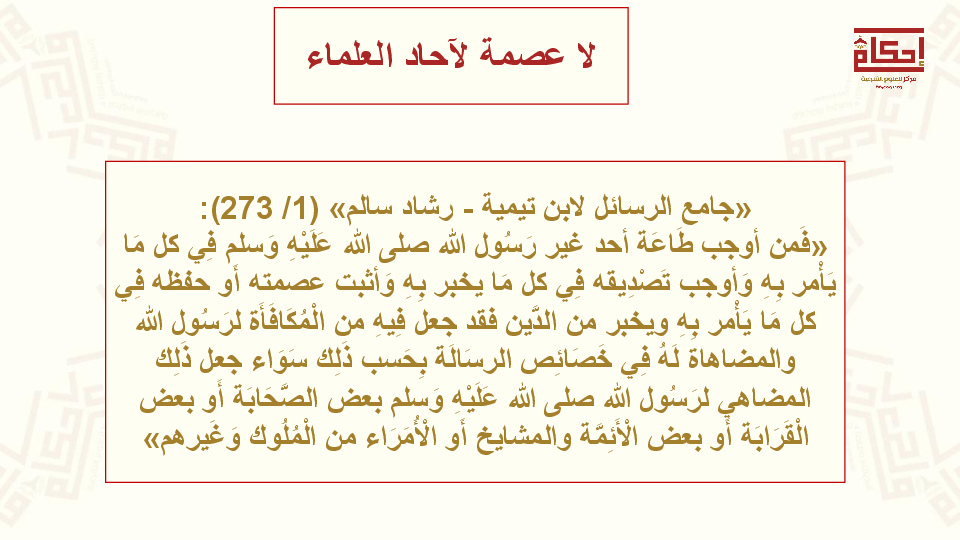 لا عصمة لآحاد العلماء
إحكام
مركز للعلوم الشرعية
«جامع الرسائل لابن تيمية - رشاد سالم» (1/ 273):
«فَمن أوجب طَاعَة أحد غير رَسُول الله صلى الله عَلَيْهِ وَسلم فِي كل مَا
يَأْمر بِهِ وَأوجب تَصْدِيقه فِي كل مَا يخبر بِهِ وَأثبت عصمته أَو حفظه فِي
كل مَا يَأْمر بِهِ ويخبر من الدَّين فقد جعل فِيهِ من الْمُكَافَأَة لرَسُول الله
والمضاهاة لَهُ فِي خَصَائِص الرسَالَة بِحَسب ذَلِك سَوَاء جعل ذَلِك
المضاهي لرَسُول الله صلى الله عَلَيْهِ وَسلم بعض الصَّحَابَة أَو بعض
الْقَرَابَة أَو بعض الْأَئِمَّة والمشايخ أَو الْأُمَرَاء من الْمُلُوك وَغَيرهم»